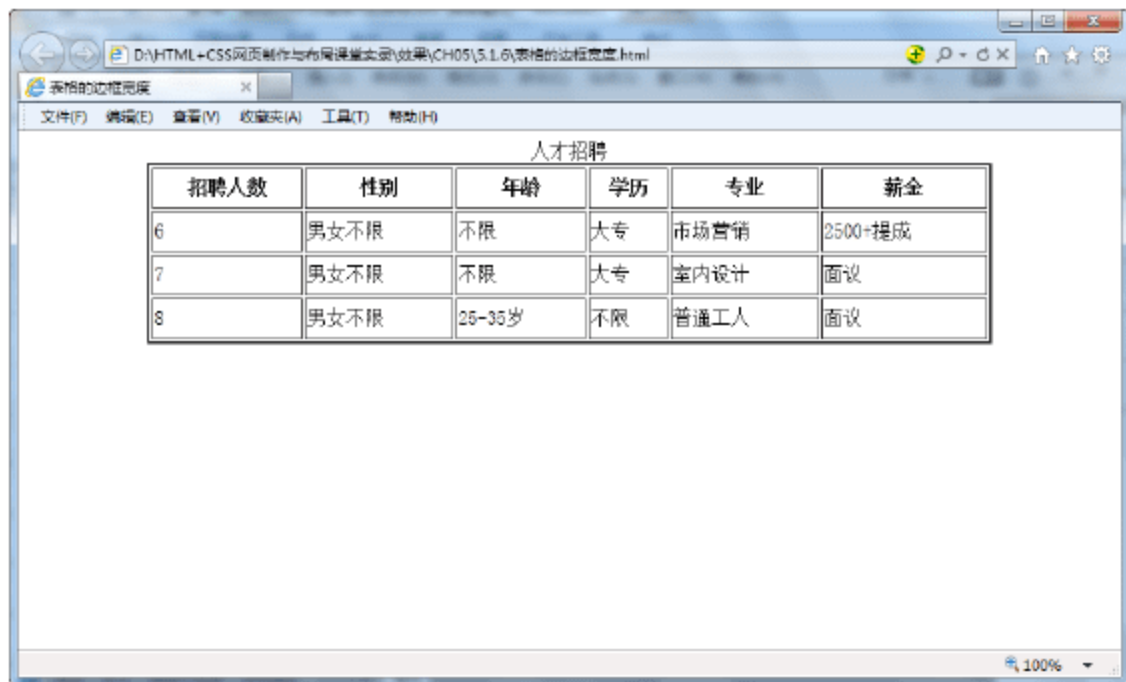 D:\HTML+CSS网页制作与布局课堂实录\效果\CH05\5.1.6\表格的边框宽度.html
表格的边框宽度
文件(F) 编辑(E) 查看(V) 收藏夹(A) 工具(T) 帮助(H)
人才招聘
招聘人数 性别 年龄 学历 专业 薪金
6 男女不限 不限 大专 市场营销 2500+提成
7 男女不限 不限 大专 室内设计 面议
8 男女不限 25-35岁 不限 普通工人 面议
100%